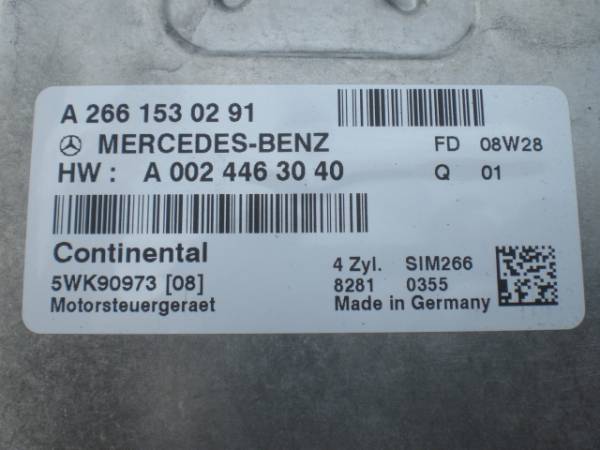 A 266 153 02 91
MERCEDES-BENZ FD 08W28
HW : A 002 446 30 40 Q 01
Continental
5WK90973 [08] 4 Zyl. SIM266
8281 0355
Motorsteuergeraet Made in Germany